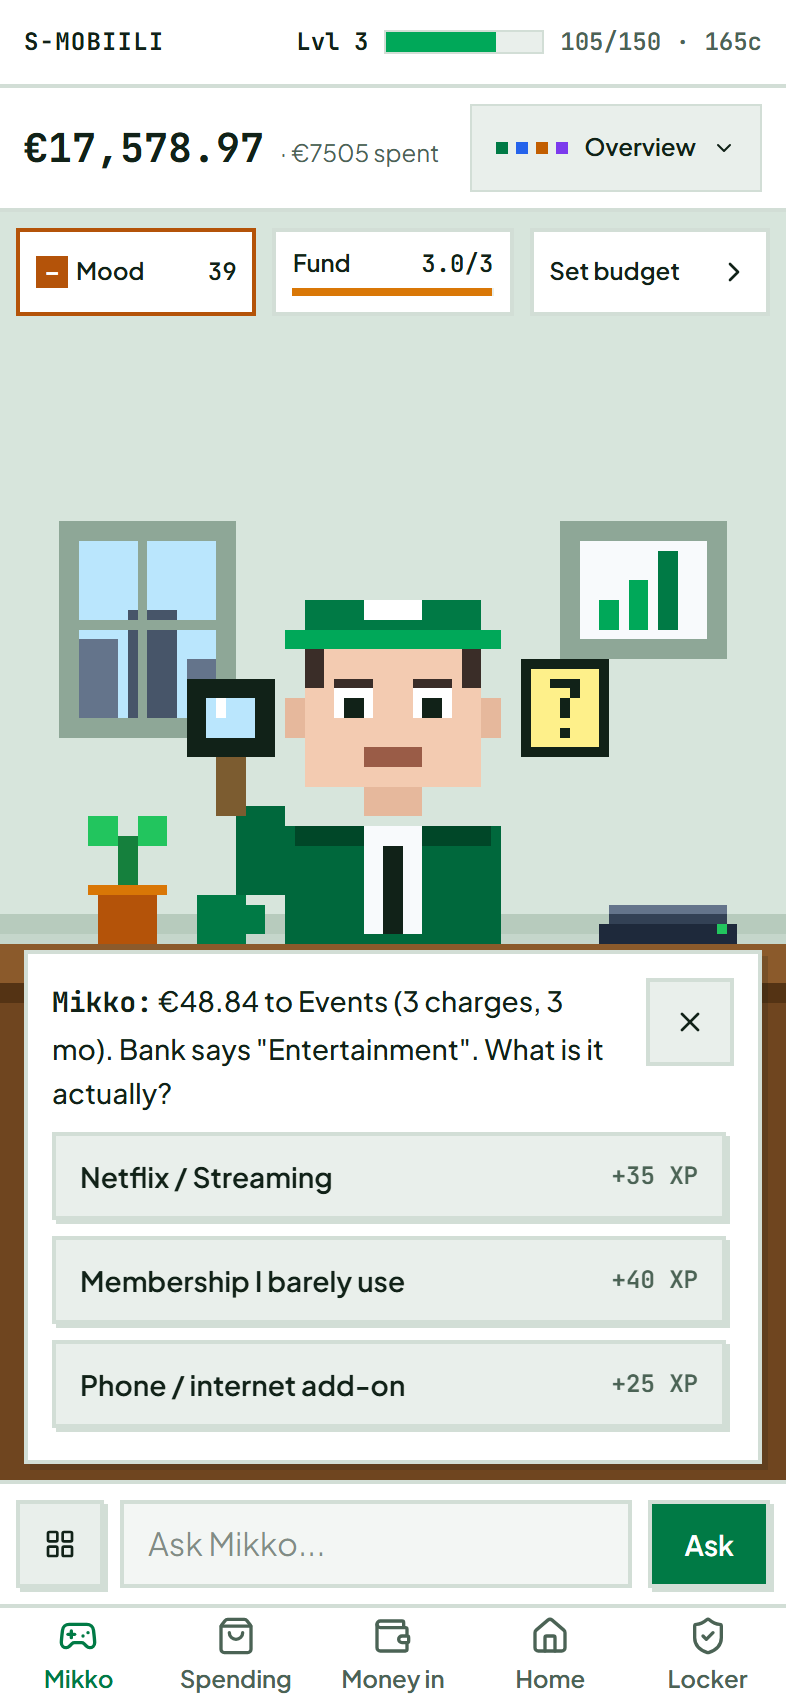 S-MOBIILI
Lvl 3 105/150 · 165c
€17,578.97 · €7505 spent
Overview
Mood 39
Fund 3.0/3
Set budget
?
Mikko: €48.84 to Events (3 charges, 3
mo). Bank says "Entertainment". What is it
actually?
Netflix / Streaming +35 XP
Membership I barely use +40 XP
Phone / internet add-on +25 XP
Ask Mikko...
Ask
Mikko Spending Money in Home Locker